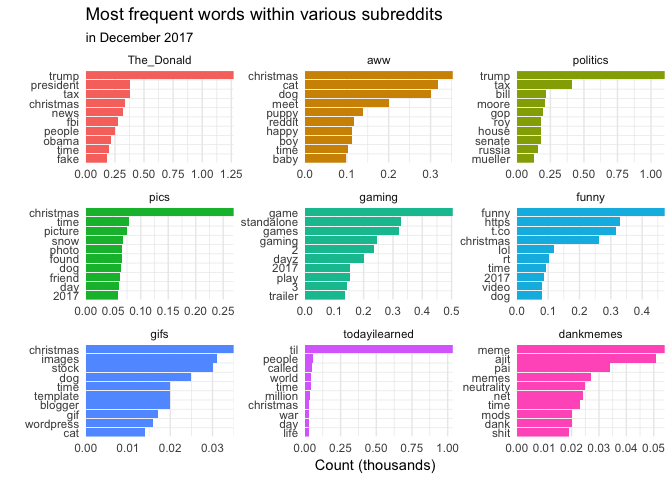 Most frequent words within various subreddits
in December 2017
The_Donald
trump
president
tax
christmas
news
fbi
people
obama
time
fake
0.00 0.25 0.50 0.75 1.00 1.25
aww
christmas
cat
dog
meet
puppy
reddit
happy
boy
time
baby
0.0 0.1 0.2 0.3
politics
trump
tax
bill
moore
gop
roy
house
senate
russia
mueller
0.00 0.25 0.50 0.75 1.00
pics
christmas
time
picture
snow
photo
found
dog
friend
day
2017
0.00 0.05 0.10 0.15 0.20 0.25
gaming
game
standalone
games
gaming
2
dayz
2017
play
3
trailer
0.0 0.1 0.2 0.3 0.4 0.5
funny
funny
https
t.co
christmas
lol
rt
time
2017
video
dog
0.0 0.1 0.2 0.3 0.4
gifs
christmas
images
stock
dog
time
template
blogger
gif
wordpress
cat
0.00 0.01 0.02 0.03
todayilearned
til
people
called
world
time
million
christmas
war
day
life
0.00 0.25 0.50 0.75 1.00
dankmemes
meme
ajit
pai
memes
neutrality
net
time
mods
dank
shit
0.00 0.01 0.02 0.03 0.04 0.05
Count (thousands)